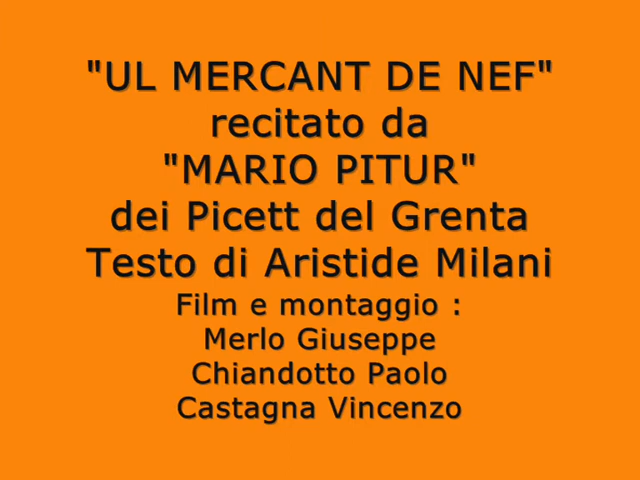 "UL MERCANT DE NEF"
recitato da
"MARIO PITUR"
dei Picett del Grenta
Testo di Aristide Milani
Film e montaggio :
Merlo Giuseppe
Chiandotto Paolo
Castagna Vincenzo